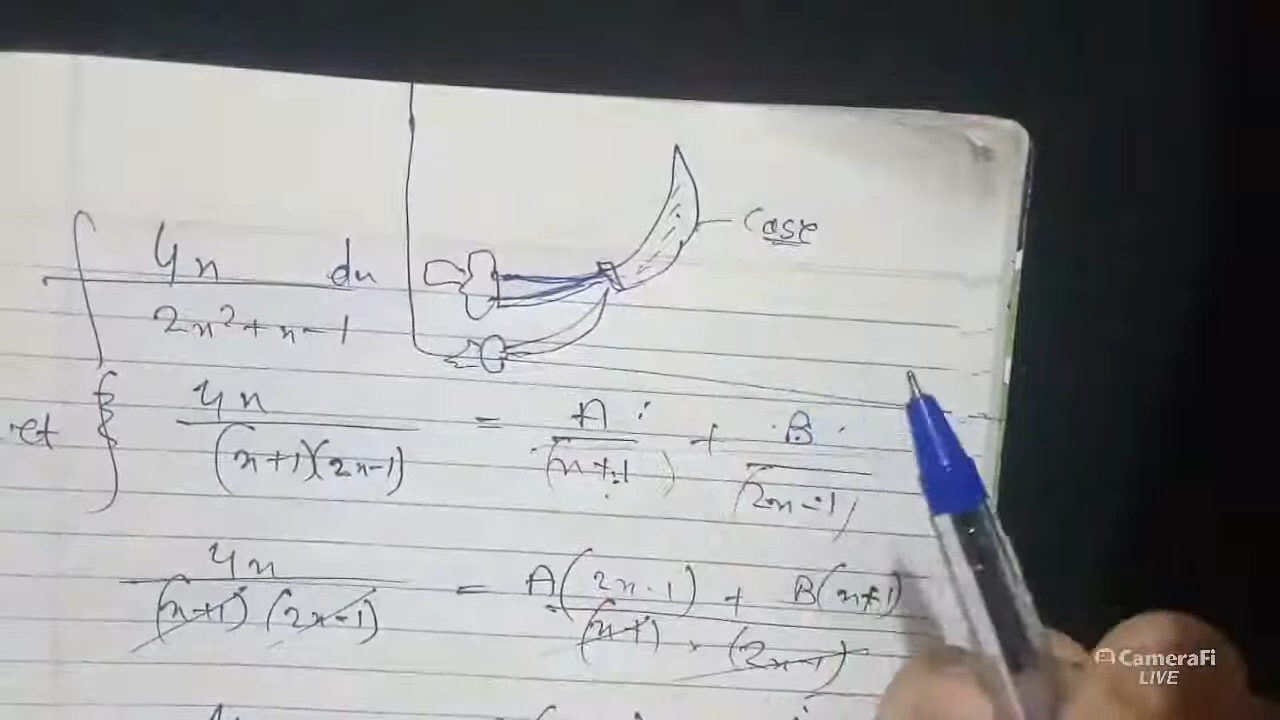 ∫ 4x/(2x²+x-1) dx
Case
et { 4x/((x+1)(2x-1)) = A/(x+1) + B/(2x-1)
4x/((x+1)(2x-1)) = (A(2x-1) + B(x+1))/((x+1)×(2x-1))
CameraFi
LIVE